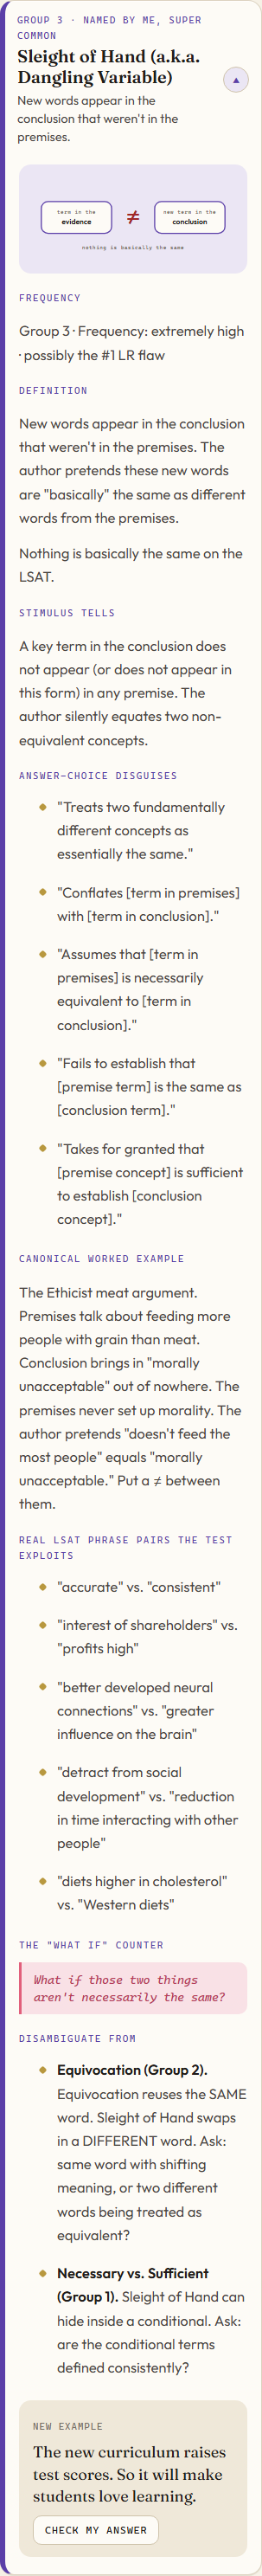 GROUP 3 · NAMED BY ME, SUPER
COMMON
Sleight of Hand (a.k.a.
Dangling Variable)
New words appear in the
conclusion that weren't in the
premises.
▲
term in the
evidence
≠
new term in the
conclusion
nothing is basically the same
FREQUENCY
Group 3 · Frequency: extremely high
· possibly the #1 LR flaw
DEFINITION
New words appear in the conclusion
that weren't in the premises. The
author pretends these new words
are "basically" the same as different
words from the premises.
Nothing is basically the same on the
LSAT.
STIMULUS TELLS
A key term in the conclusion does
not appear (or does not appear in
this form) in any premise. The
author silently equates two non-
equivalent concepts.
ANSWER-CHOICE DISGUISES
"Treats two fundamentally
different concepts as
essentially the same."
"Conflates [term in premises]
with [term in conclusion]."
"Assumes that [term in
premises] is necessarily
equivalent to [term in
conclusion]."
"Fails to establish that
[premise term] is the same as
[conclusion term]."
"Takes for granted that
[premise concept] is sufficient
to establish [conclusion
concept]."
CANONICAL WORKED EXAMPLE
The Ethicist meat argument.
Premises talk about feeding more
people with grain than meat.
Conclusion brings in "morally
unacceptable" out of nowhere. The
premises never set up morality. The
author pretends "doesn't feed the
most people" equals "morally
unacceptable." Put a ≠ between
them.
REAL LSAT PHRASE PAIRS THE TEST
EXPLOITS
"accurate" vs. "consistent"
"interest of shareholders" vs.
"profits high"
"better developed neural
connections" vs. "greater
influence on the brain"
"detract from social
development" vs. "reduction
in time interacting with other
people"
"diets higher in cholesterol"
vs. "Western diets"
THE "WHAT IF" COUNTER
What if those two things
aren't necessarily the same?
DISAMBIGUATE FROM
Equivocation (Group 2).
Equivocation reuses the SAME
word. Sleight of Hand swaps
in a DIFFERENT word. Ask:
same word with shifting
meaning, or two different
words being treated as
equivalent?
Necessary vs. Sufficient
(Group 1). Sleight of Hand can
hide inside a conditional. Ask:
are the conditional terms
defined consistently?
NEW EXAMPLE
The new curriculum raises
test scores. So it will make
students love learning.
CHECK MY ANSWER